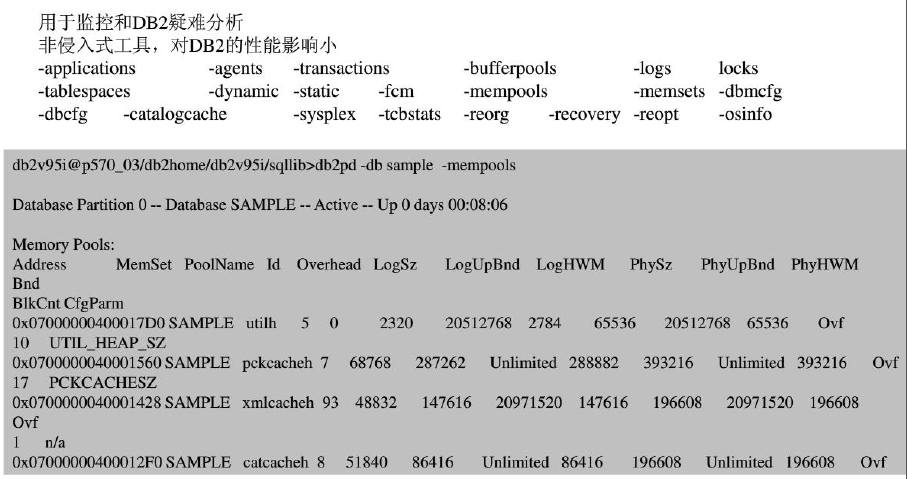 用于监控和DB2疑难分析
非侵入式工具，对DB2的性能影响小
-applications -agents -transactions -bufferpools -logs locks
-tablespaces -dynamic -static -fcm -mempools -memsets -dbmcfg
-dbcfg -catalogcache -sysplex -tcbstats -reorg -recovery -reopt -osinfo
db2v95i@p570_03/db2home/db2v95i/sqllib>db2pd -db sample -mempools
Database Partition 0 -- Database SAMPLE -- Active -- Up 0 days 00:08:06
Memory Pools:
Address MemSet PoolName Id Overhead LogSz LogUpBnd LogHWM PhySz PhyUpBnd PhyHWM
Bnd
BlkCnt CfgParm
0x07000000400017D0 SAMPLE utilh 5 0 2320 20512768 2784 65536 20512768 65536 Ovf
10 UTIL_HEAP_SZ
0x0700000040001560 SAMPLE pckcacheh 7 68768 287262 Unlimited 288882 393216 Unlimited 393216 Ovf
17 PCKCACHESZ
0x0700000040001428 SAMPLE xmlcacheh 93 48832 147616 20971520 147616 196608 20971520 196608
Ovf
1 n/a
0x07000000400012F0 SAMPLE catcacheh 8 51840 86416 Unlimited 86416 196608 Unlimited 196608 Ovf